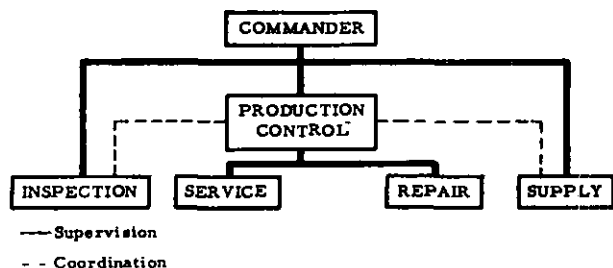 COMMANDER
PRODUCTION
CONTROL
INSPECTION
SERVICE
REPAIR
SUPPLY
Supervision
Coordination